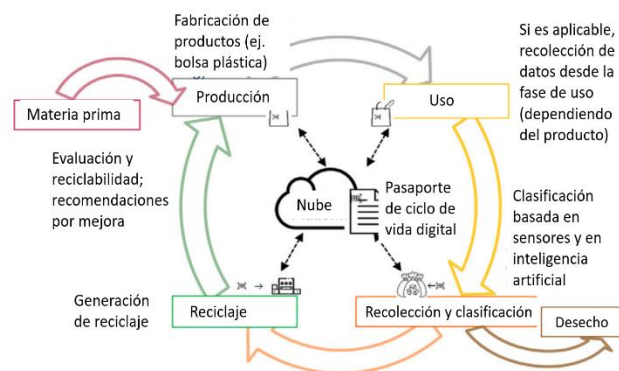 Fabricación de
productos (ej.
bolsa plástica)
Producción
Materia prima
Si es aplicable,
recolección de
datos desde la
fase de uso
(dependiendo
del producto)
Uso
Evaluación y
reciclabilidad;
recomendaciones
por mejora
Nube
Pasaporte
de ciclo de
vida digital
Clasificación
basada en
sensores y en
inteligencia
artificial
Generación
de reciclaje
Reciclaje
Recolección y clasificación
Desecho